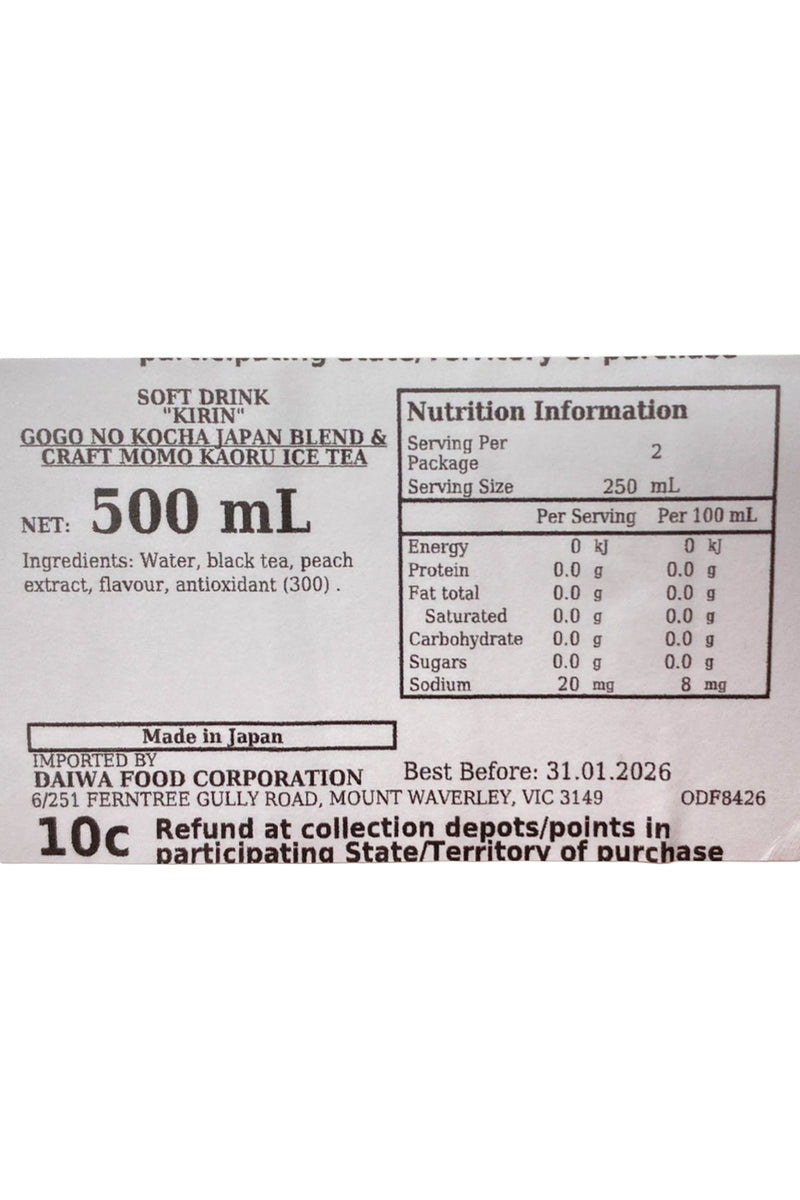 participating State/Territory of purchase
SOFT DRINK
"KIRIN"
GOGO NO KOCHA JAPAN BLEND &
CRAFT MOMO KAORU ICE TEA
NET: 500 mL
Ingredients: Water, black tea, peach
extract, flavour, antioxidant (300) .
Nutrition Information
Serving Per
Package 2
Serving Size 250 mL
Per Serving Per 100 mL
Energy 0 kJ 0 kJ
Protein 0.0 g 0.0 g
Fat total 0.0 g 0.0 g
Saturated 0.0 g 0.0 g
Carbohydrate 0.0 g 0.0 g
Sugars 0.0 g 0.0 g
Sodium 20 mg 8 mg
Made in Japan
IMPORTED BY
DAIWA FOOD CORPORATION
Best Before: 31.01.2026
6/251 FERNTREE GULLY ROAD, MOUNT WAVERLEY, VIC 3149 ODF8426
10c Refund at collection depots/points in
participating State/Territory of purchase